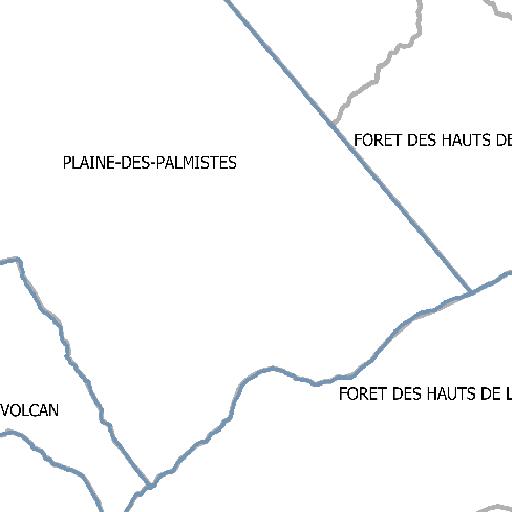 FORET DES HAUTS DE
PLAINE-DES-PALMISTES
FORET DES HAUTS DE L
VOLCAN